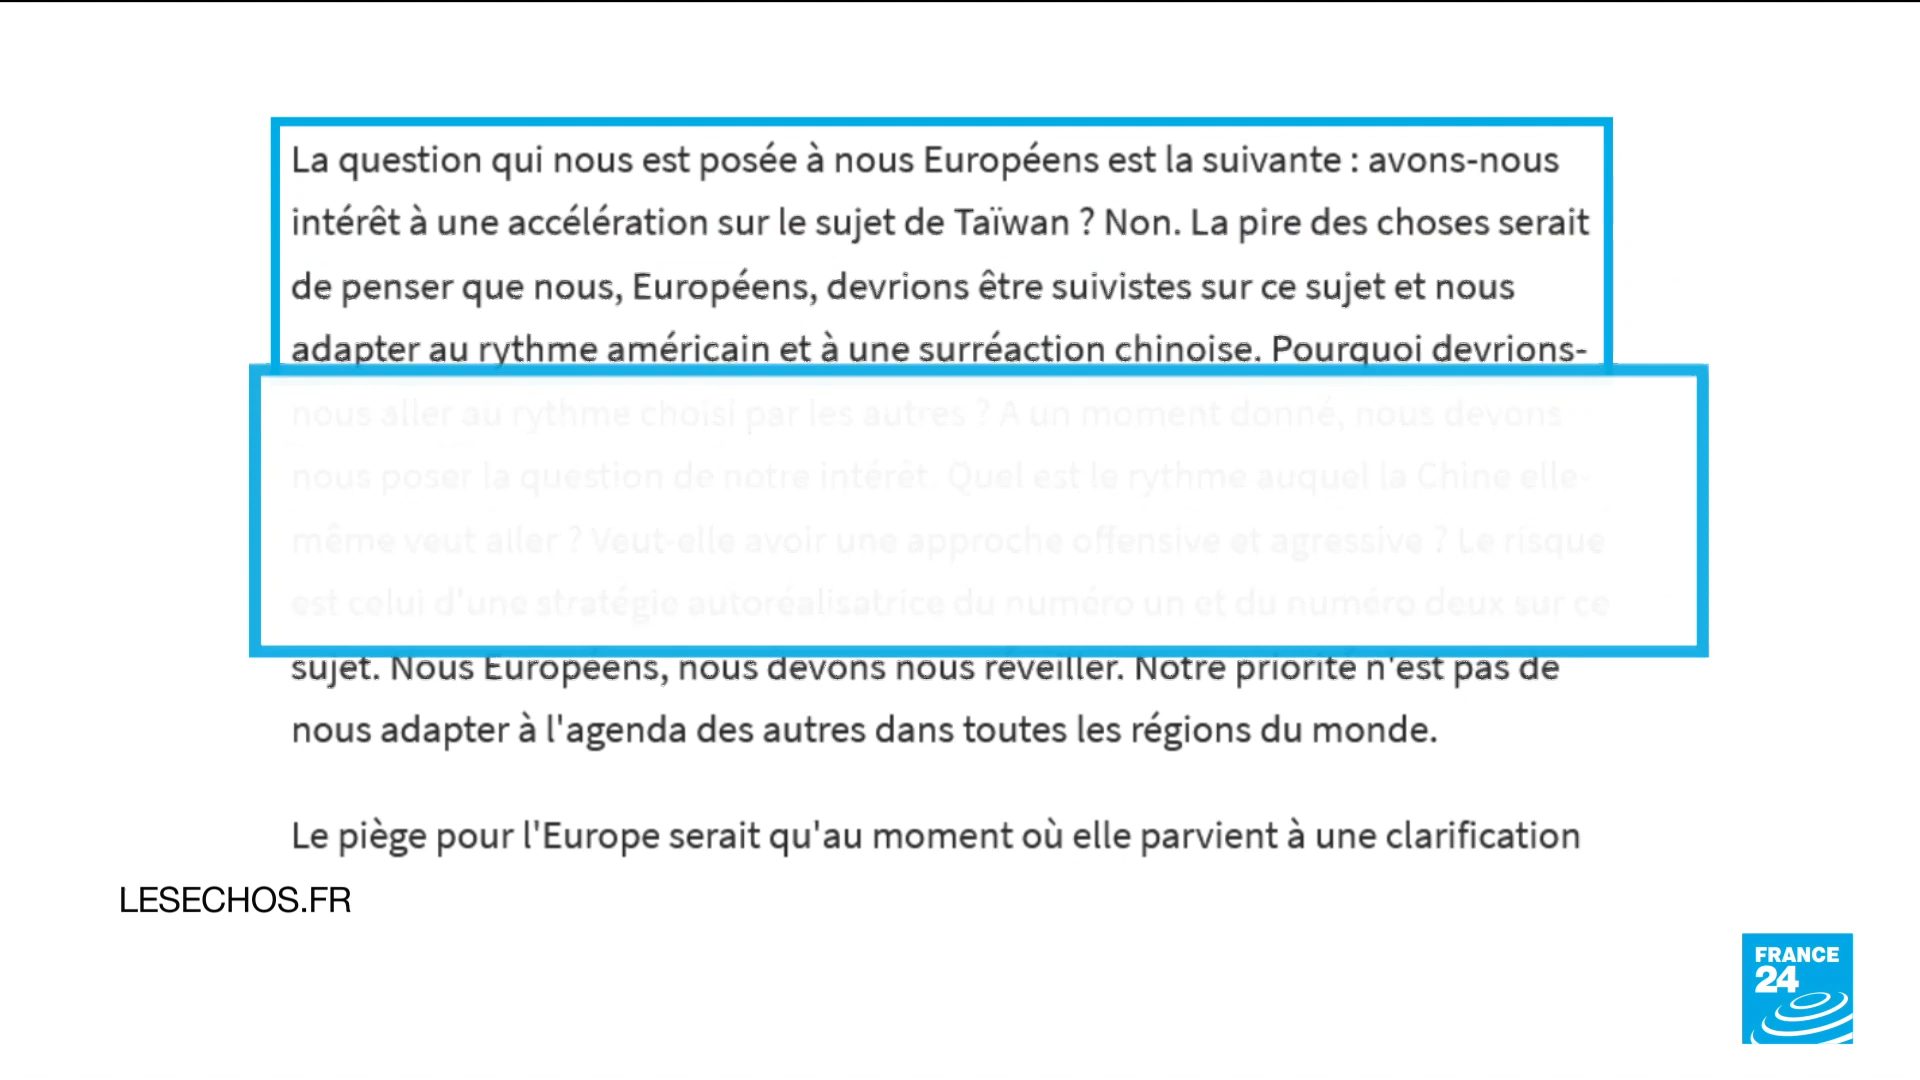 La question qui nous est posée à nous Européens est la suivante : avons-nous
intérêt à une accélération sur le sujet de Taïwan ? Non. La pire des choses serait
de penser que nous, Européens, devrions être suivistes sur ce sujet et nous
adapter au rythme américain et à une surréaction chinoise. Pourquoi devrions-
nous aller au rythme choisi par les autres ? A un moment donné, nous devons
nous poser la question de notre intérêt. Quel est le rythme auquel la Chine elle-
même veut aller ? Veut-elle avoir une approche offensive et agressive ? Le risque
est celui d'une stratégie autoréalisatrice du numéro un et du numéro deux sur ce
sujet. Nous Européens, nous devons nous réveiller. Notre priorité n'est pas de
nous adapter à l'agenda des autres dans toutes les régions du monde.
Le piège pour l'Europe serait qu'au moment où elle parvient à une clarification
LESECHOS.FR
FRANCE
24